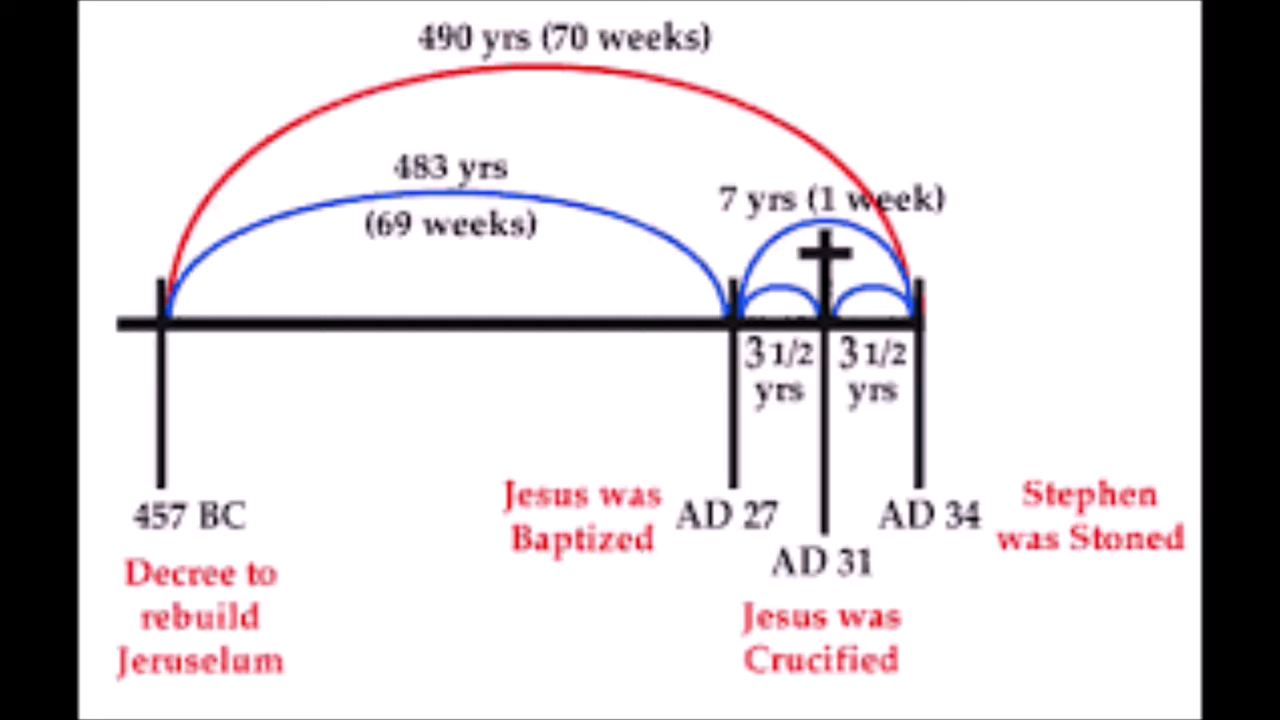 490 yrs (70 weeks)
483 yrs
(69 weeks)
7 yrs (1 week)
3 1/2
yrs
3 1/2
yrs
457 BC
Decree to
rebuild
Jeruselum
Jesus was
Baptized
AD 27
AD 31
Jesus was
Crucified
AD 34
Stephen
was Stoned